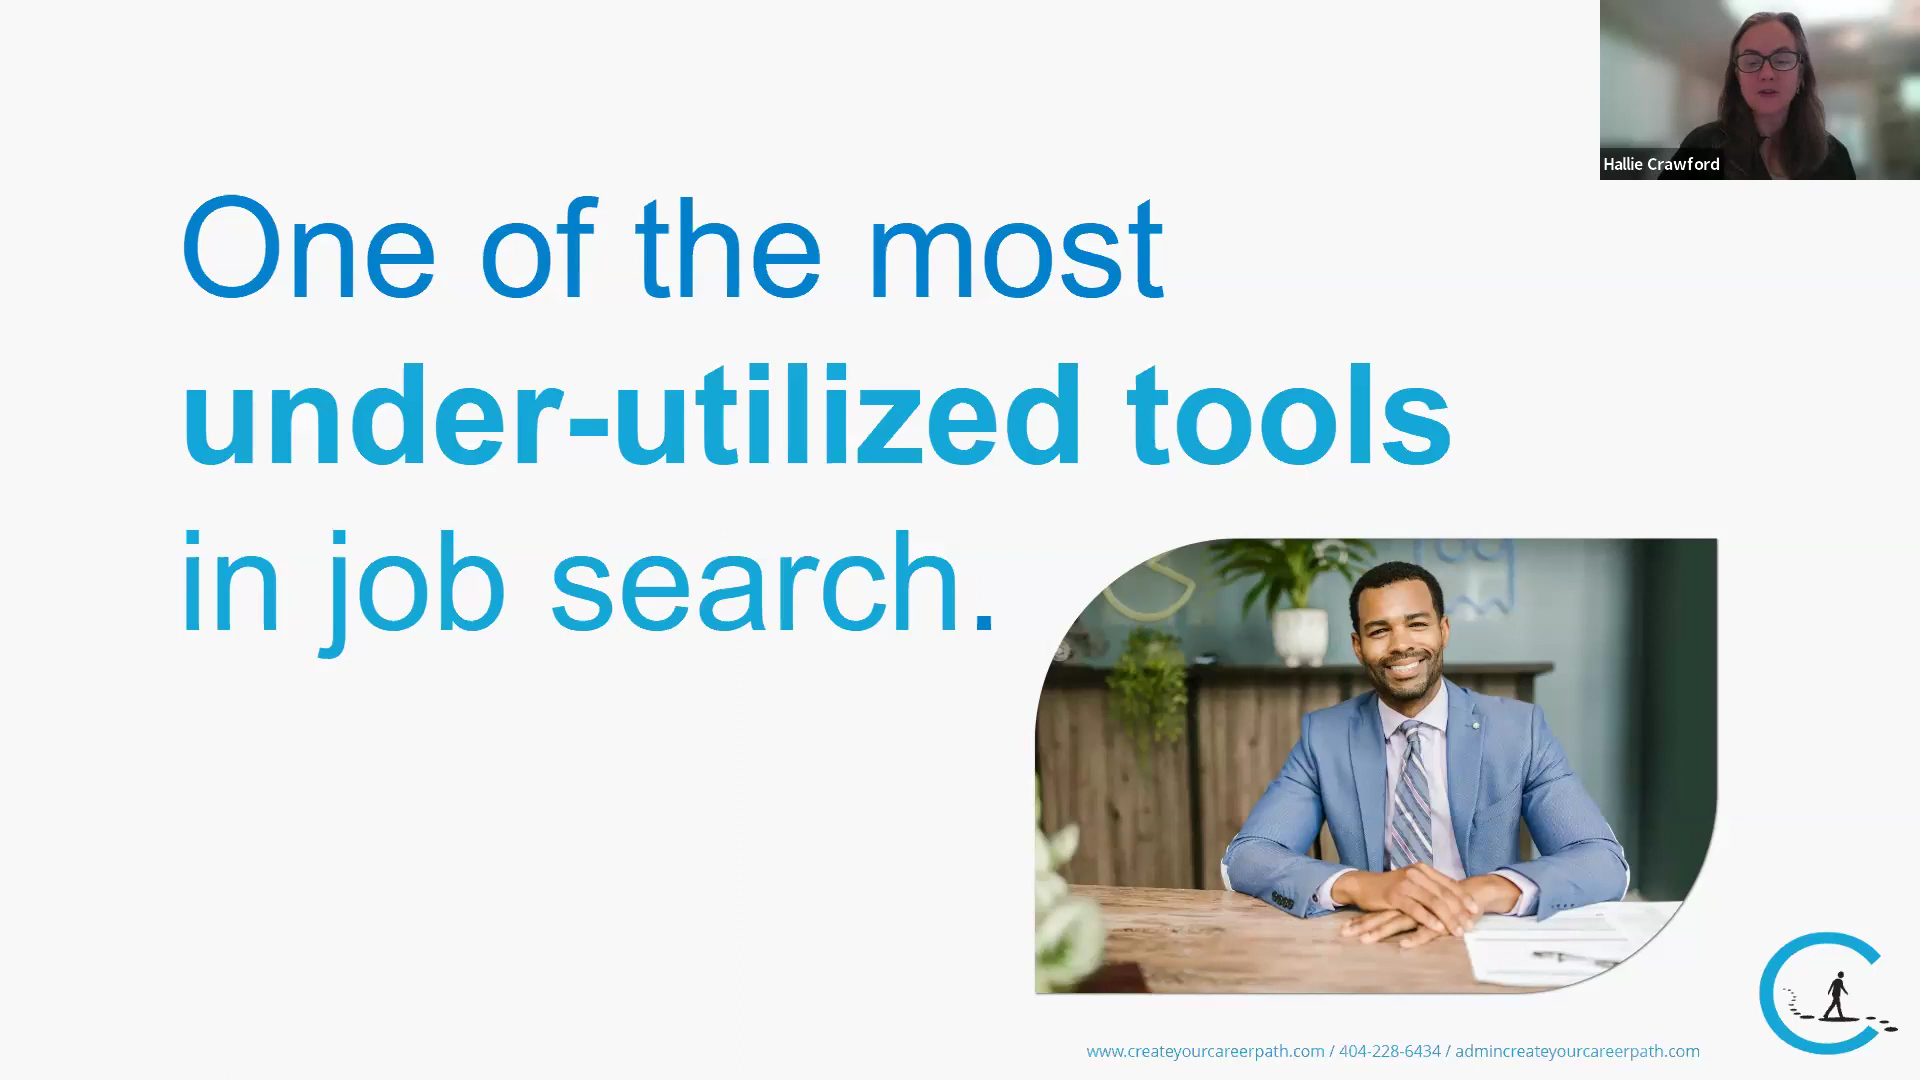 Hallie Crawford
One of the most
under-utilized tools
in job search.
www.createyourcareerpath.com / 404-228-6434 / admincreateyourcareerpath.com